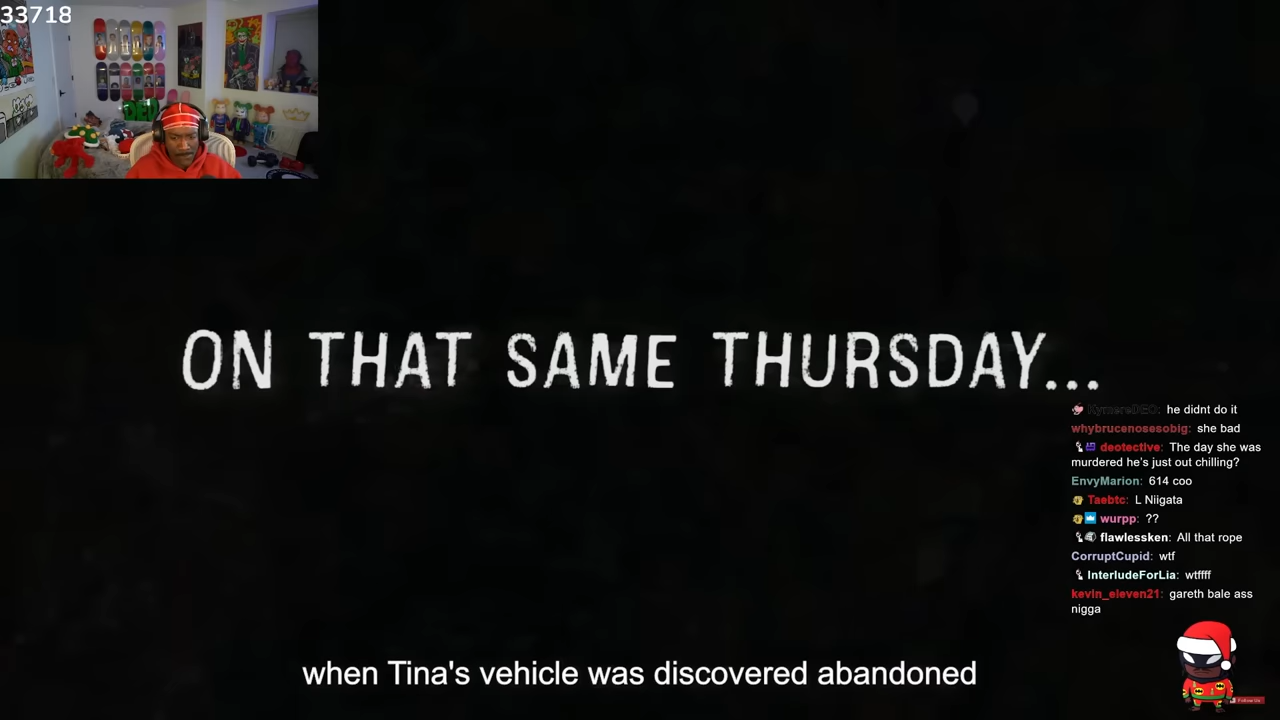 33718
DED
ON THAT SAME THURSDAY...
KymereDEO: he didnt do it
whybrucenosesobig: she bad
deotective: The day she was
murdered he's just out chilling?
EnvyMarion: 614 coo
Taebtc: L Niigata
wurpp: ??
flawlessken: All that rope
CorruptCupid: wtf
InterludeForLia: wtffff
kevin_eleven21: gareth bale ass
nigga
when Tina's vehicle was discovered abandoned